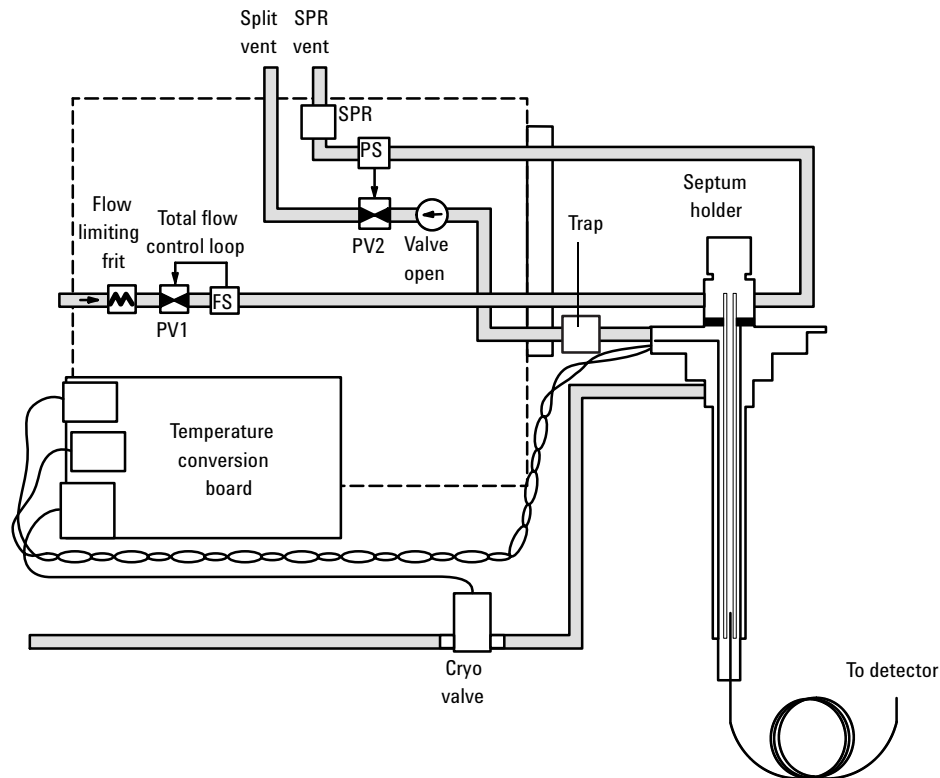 Split
vent
SPR
vent
SPR
PS
Septum
holder
Flow
limiting
frit
Total flow
control loop
Trap
PV2
Valve
open
FS
PV1
Temperature
conversion
board
Cryo
valve
To detector